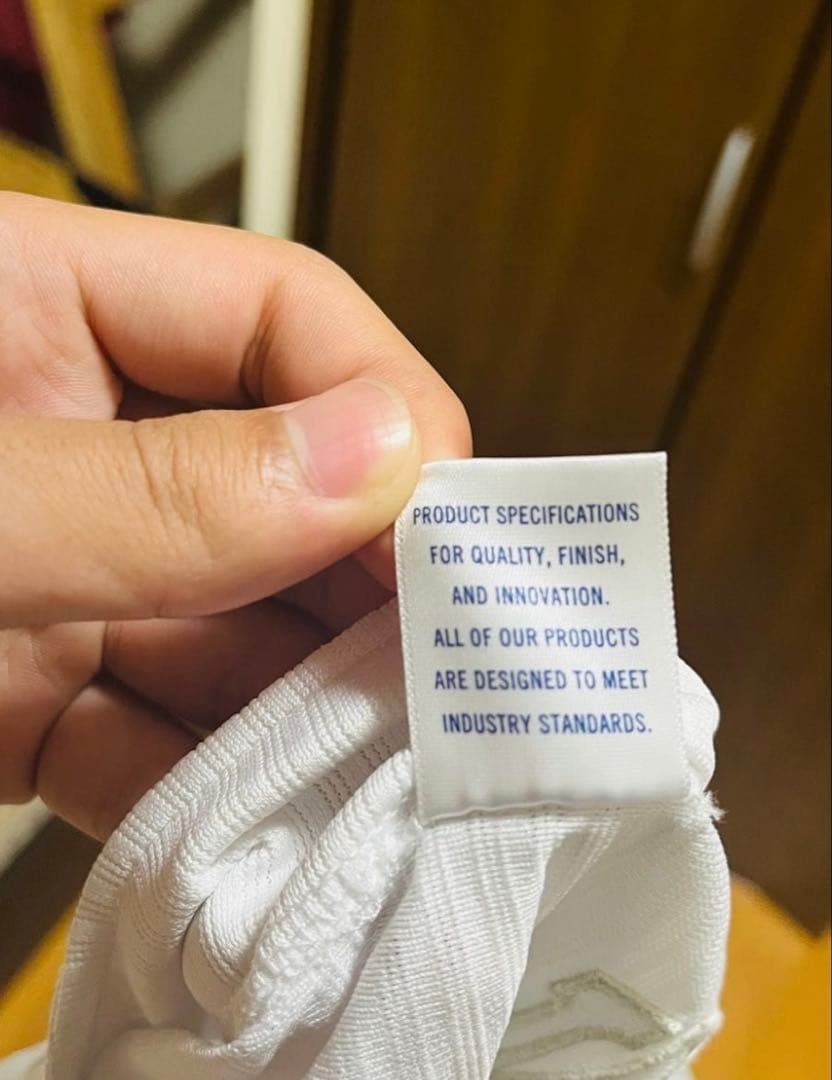 PRODUCT SPECIFICATIONS
FOR QUALITY, FINISH,
AND INNOVATION.
ALL OF OUR PRODUCTS
ARE DESIGNED TO MEET
INDUSTRY STANDARDS.